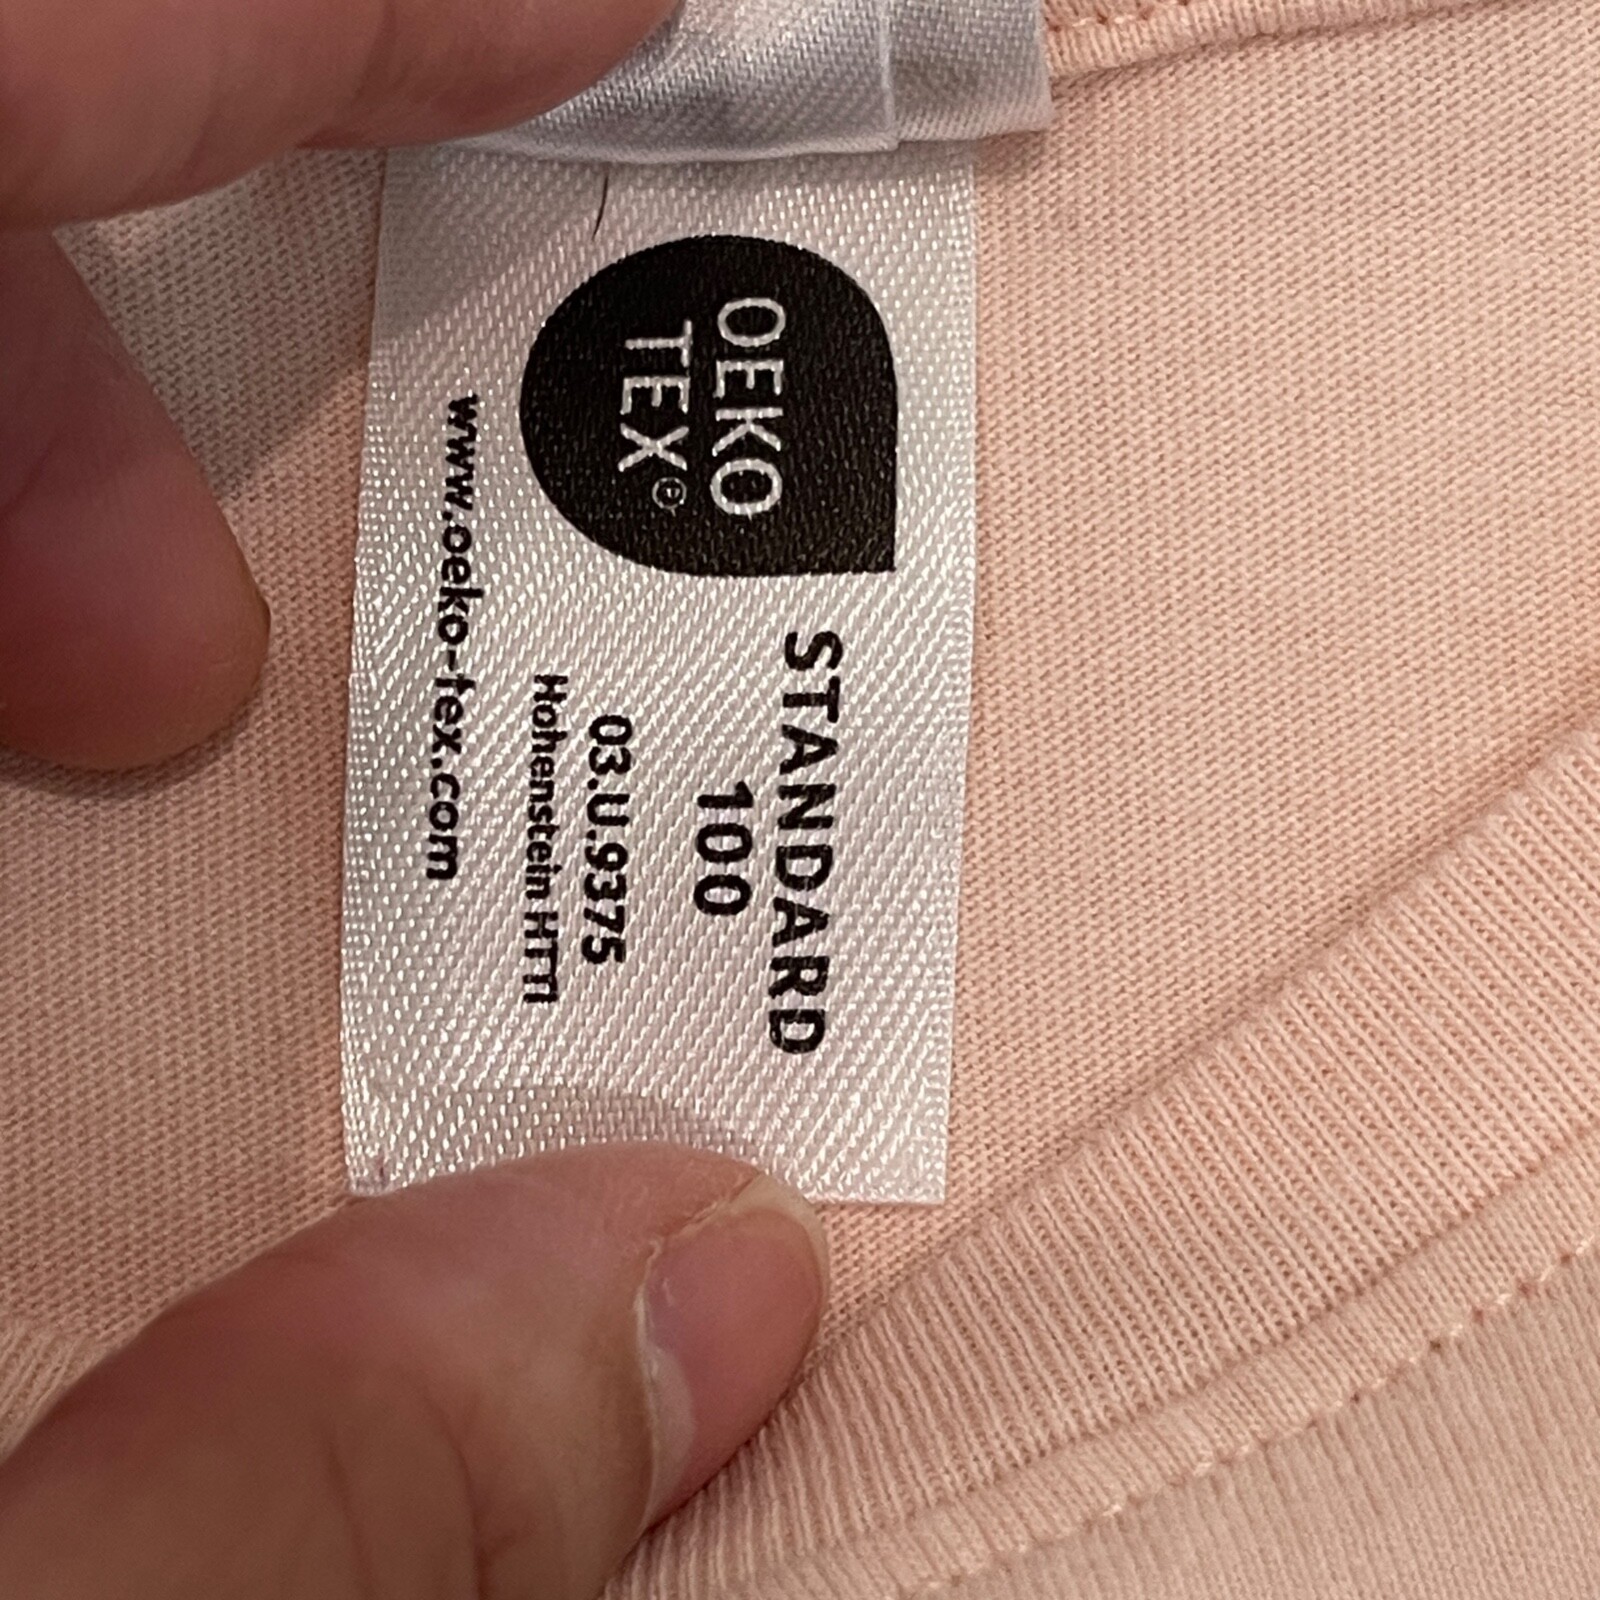 OEKO
TEX®
STANDARD
100
03.U.9375
Hohenstein HTTI
www.oeko-tex.com